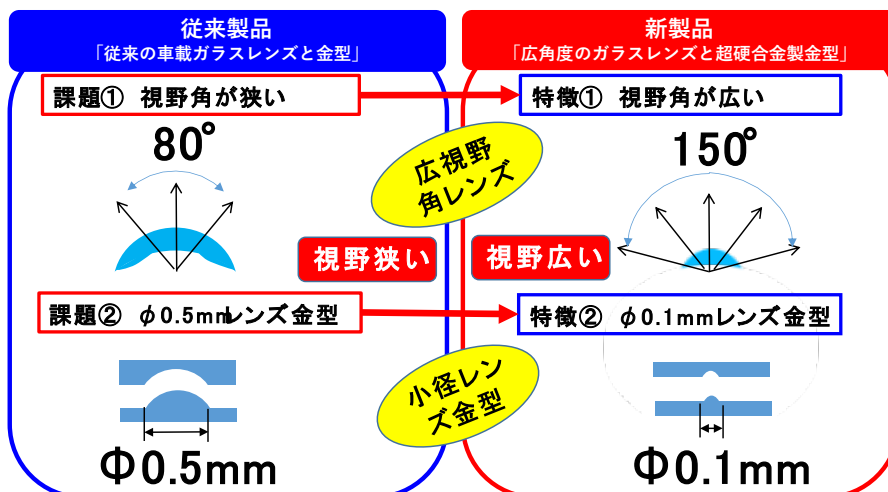 従来製品
「従来の車載ガラスレンズと金型」
新製品
「広角度のガラスレンズと超硬合金製金型」
課題① 視野角が狭い
特徴① 視野角が広い
80°
150°
広視野
角レンズ
視野狭い
視野広い
課題② φ0.5mmレンズ金型
特徴② φ0.1mmレンズ金型
小径レン
ズ金型
Φ0.5mm
Φ0.1mm